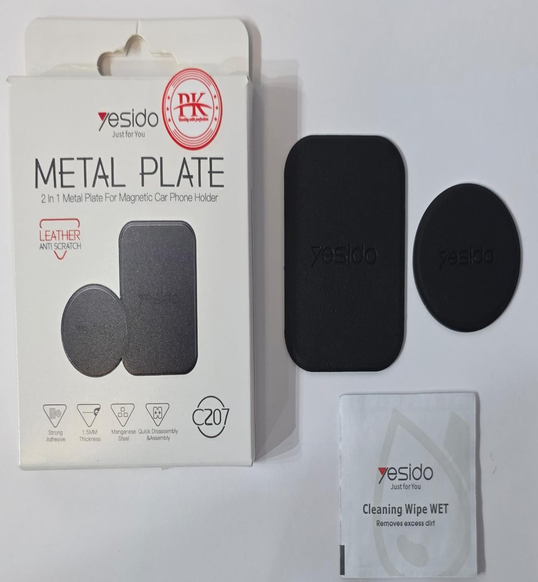 yesido
Just for You
PK
METAL PLATE
2 In 1 Metal Plate For Magnetic Car Phone Holder
LEATHER
ANTI SCRATCH
Strong
Adhesive
1.5MM
Thickness
Manganese
Steel
Quick Disassembly
&Assembly
C207
yesido
yesido
yesido
Just for You
Cleaning Wipe WET
Removes excess dirt